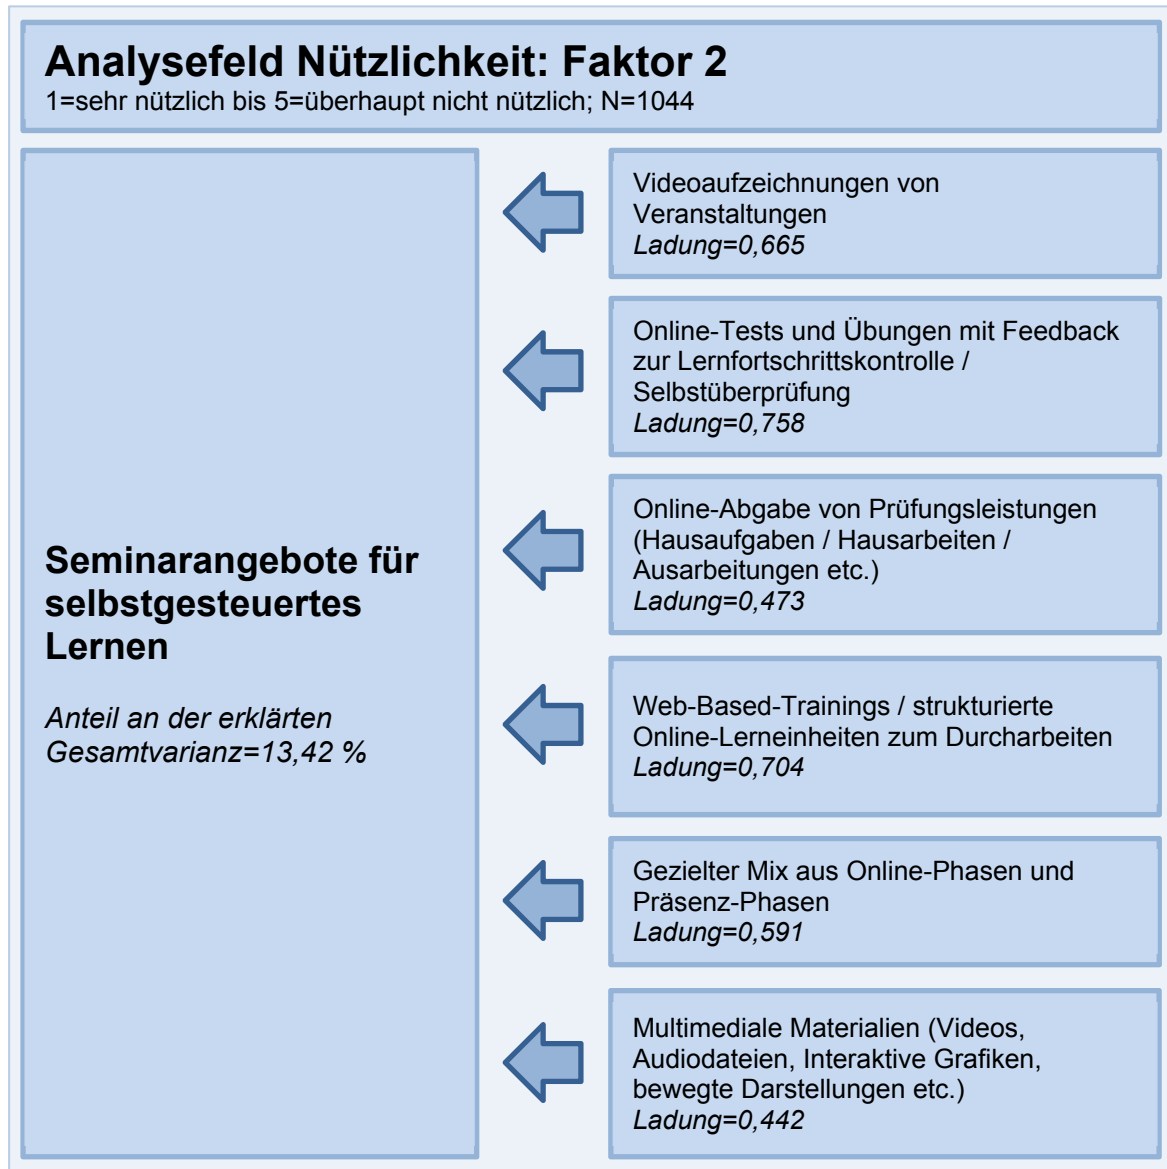 Analysefeld Nützlichkeit: Faktor 2
1=sehr nützlich bis 5=überhaupt nicht nützlich; N=1044
Seminarangebote für
selbstgesteuertes
Lernen
Anteil an der erklärten
Gesamtvarianz=13,42 %
Videoaufzeichnungen von
Veranstaltungen
Ladung=0,665
Online-Tests und Übungen mit Feedback
zur Lernfortschrittskontrolle /
Selbstüberprüfung
Ladung=0,758
Online-Abgabe von Prüfungsleistungen
(Hausaufgaben / Hausarbeiten /
Ausarbeitungen etc.)
Ladung=0,473
Web-Based-Trainings / strukturierte
Online-Lerneinheiten zum Durcharbeiten
Ladung=0,704
Gezielter Mix aus Online-Phasen und
Präsenz-Phasen
Ladung=0,591
Multimediale Materialien (Videos,
Audiodateien, Interaktive Grafiken,
bewegte Darstellungen etc.)
Ladung=0,442